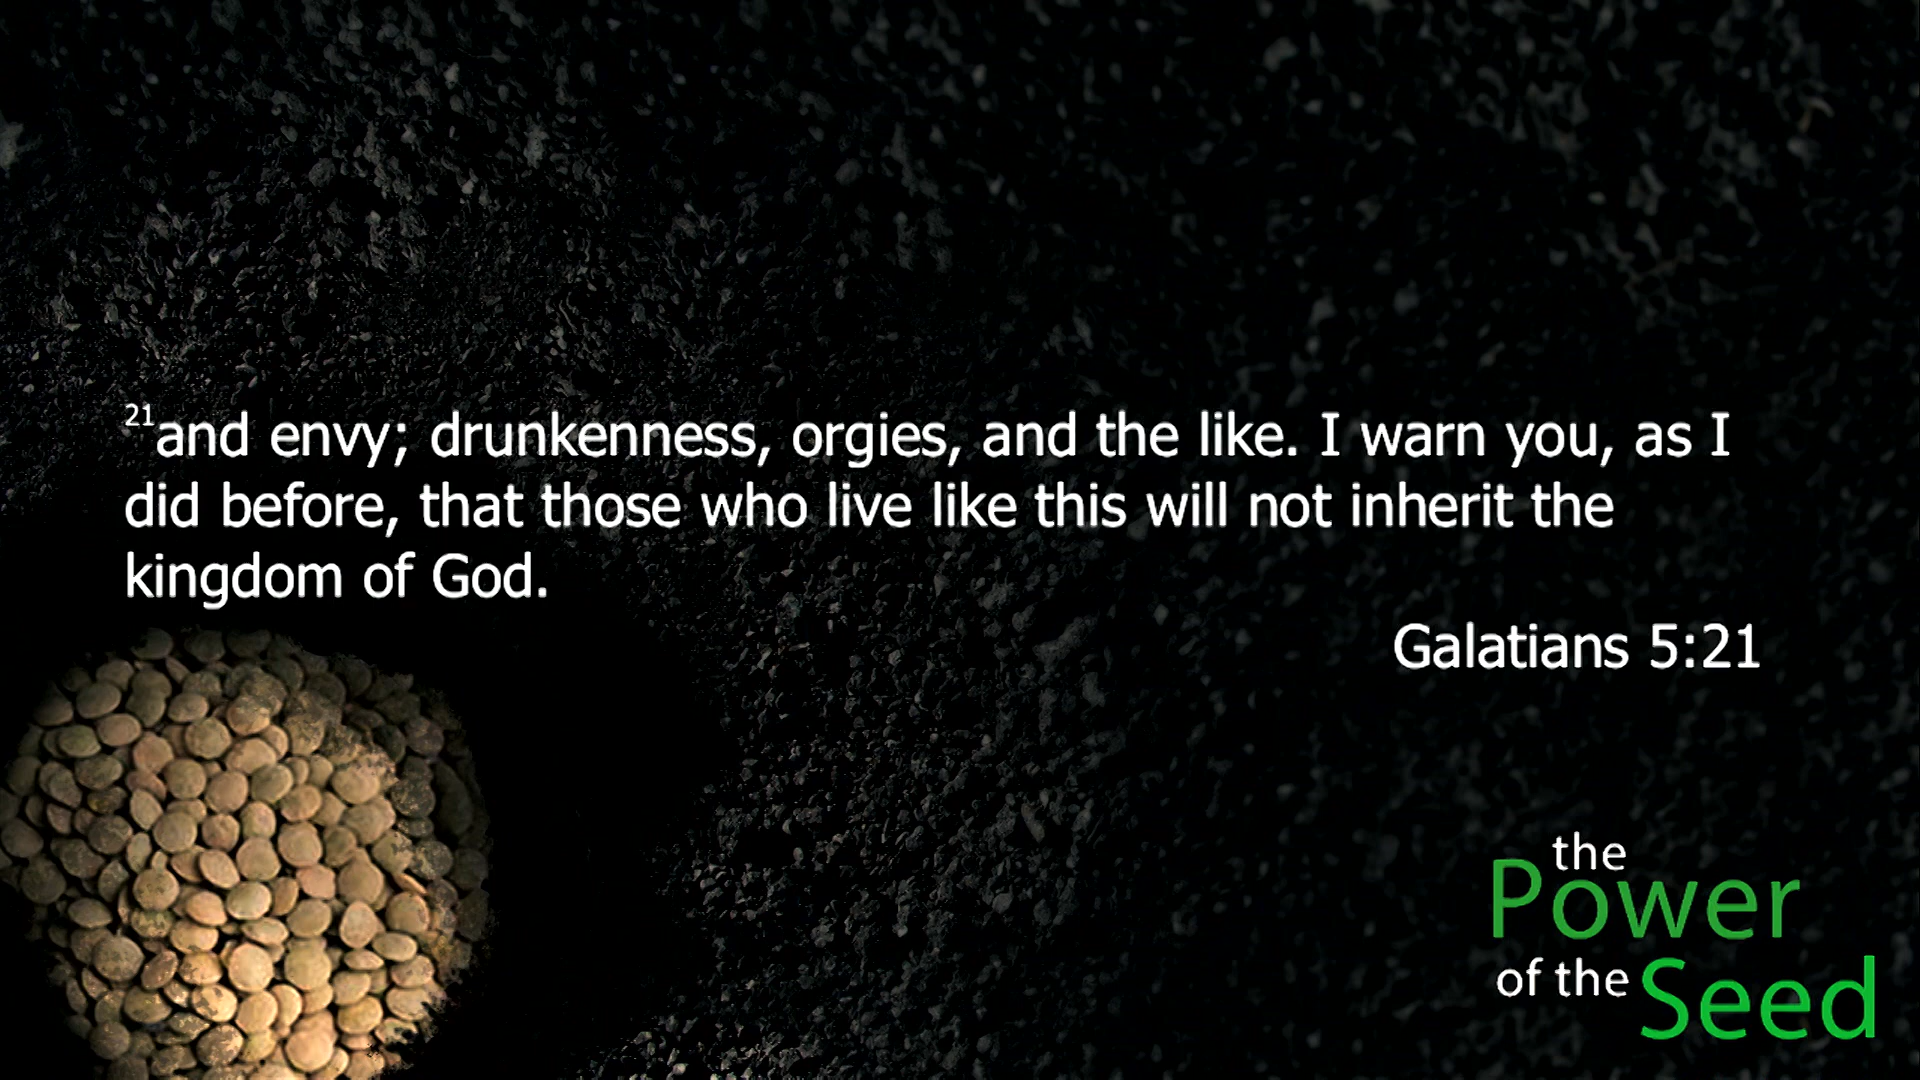 21and envy; drunkenness, orgies, and the like. I warn you, as I
did before, that those who live like this will not inherit the
kingdom of God.
Galatians 5:21
the
Power
of the Seed